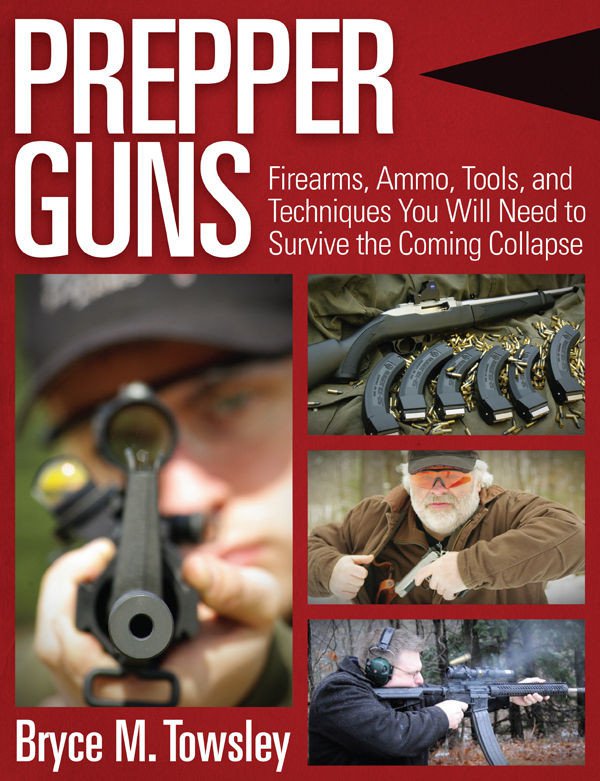 PREPPER
GUNS
Firearms, Ammo, Tools, and
Techniques You Will Need to
Survive the Coming Collapse
Bryce M. Towsley